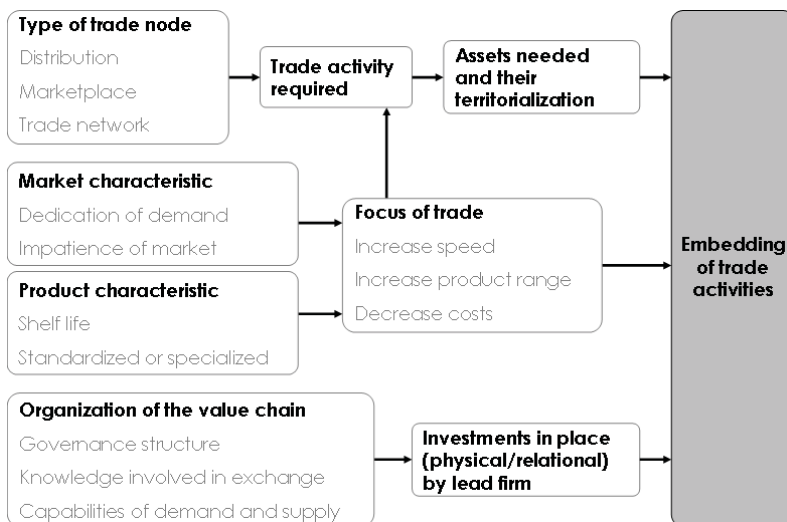 Type of trade node
Distribution
Marketplace
Trade network
Trade activity
required
Assets needed
and their
territorialization
Market characteristic
Dedication of demand
Impatience of market
Product characteristic
Shelf life
Standardized or specialized
Focus of trade
Increase speed
Increase product range
Decrease costs
Organization of the value chain
Governance structure
Knowledge involved in exchange
Capabilities of demand and supply
Investments in place
(physical/relational)
by lead firm
Embedding
of trade
activities